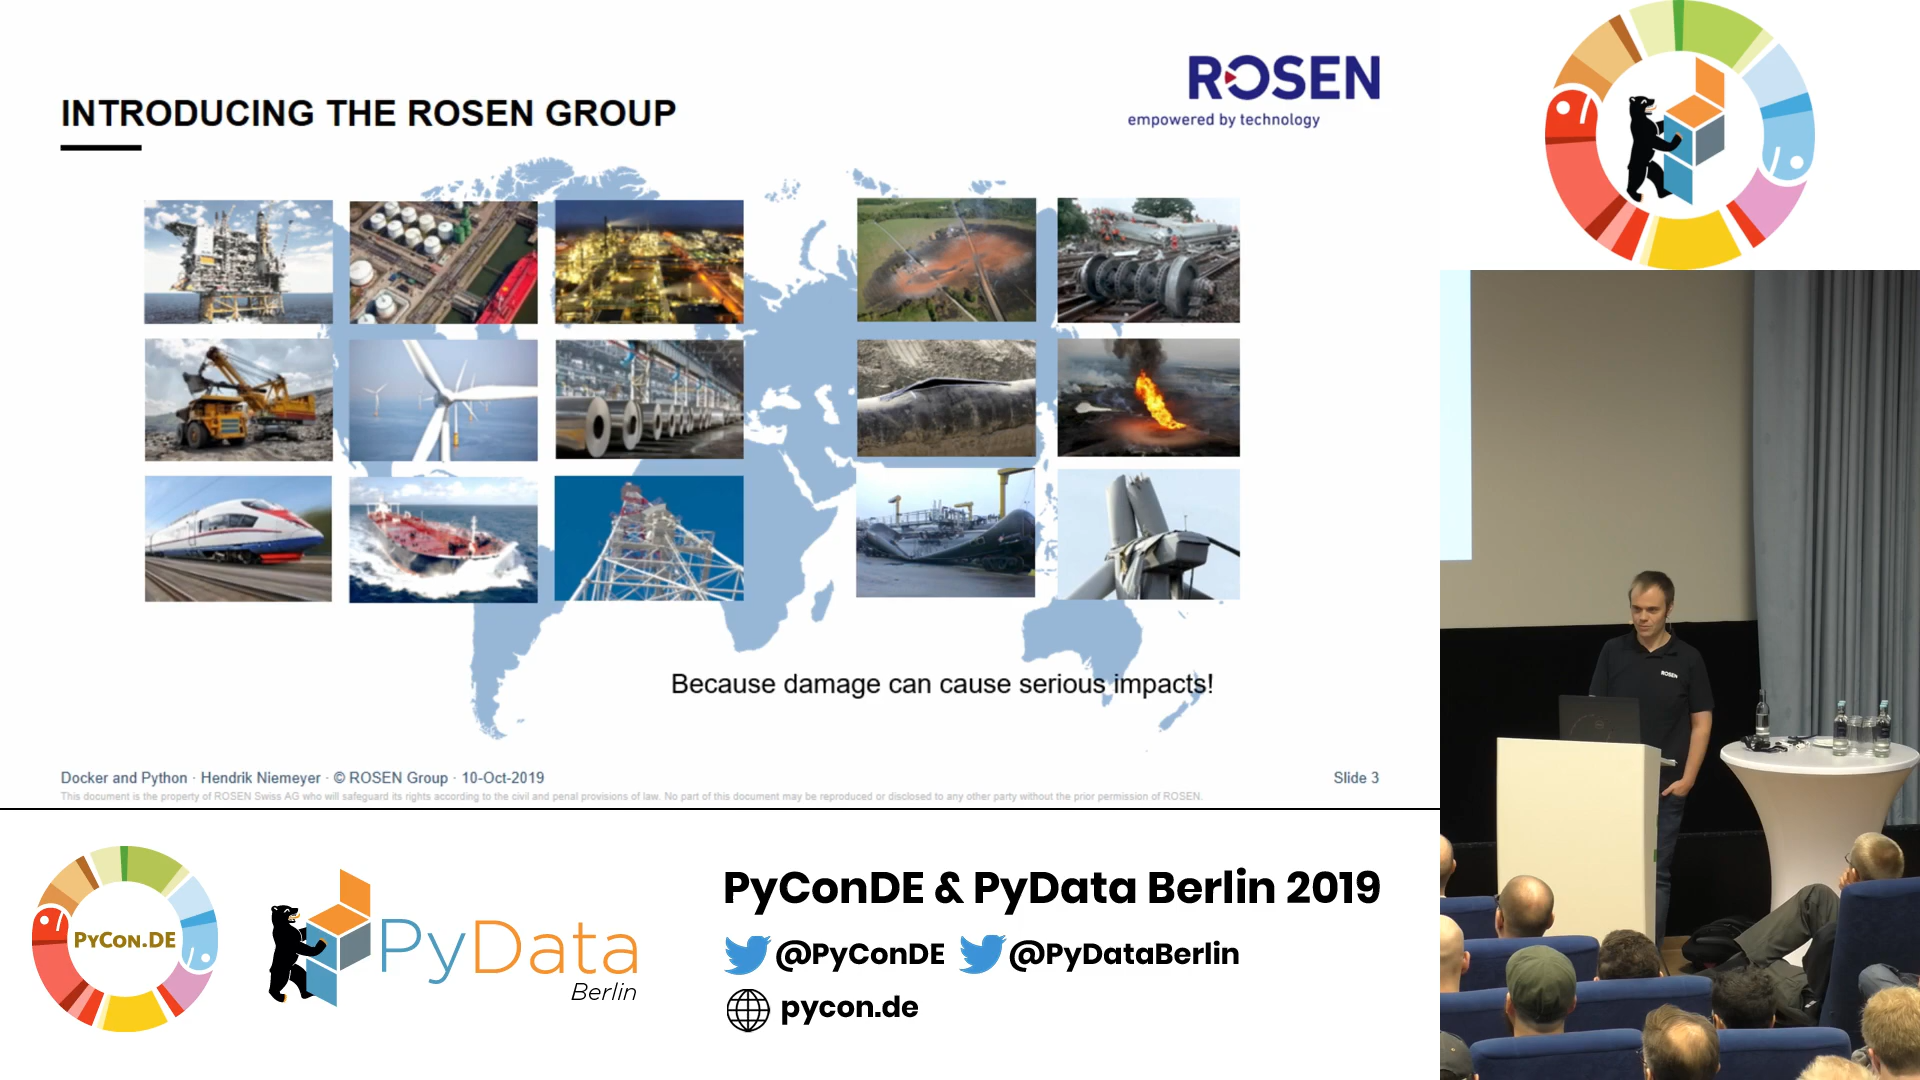 INTRODUCING THE ROSEN GROUP
ROSEN
empowered by technology
Because damage can cause serious impacts!
Docker and Python · Hendrik Niemeyer · © ROSEN Group · 10-Oct-2019
Slide 3
This document is the property of ROSEN Swiss AG who will safeguard its rights according to the civil and penal provisions of law. No part of this document may be reproduced or disclosed to any other party without the prior permission of ROSEN.
ROSEN
PYCON.DE
PyData
Berlin
PyConDE & PyData Berlin 2019
@PyConDE @PyDataBerlin
pycon.de